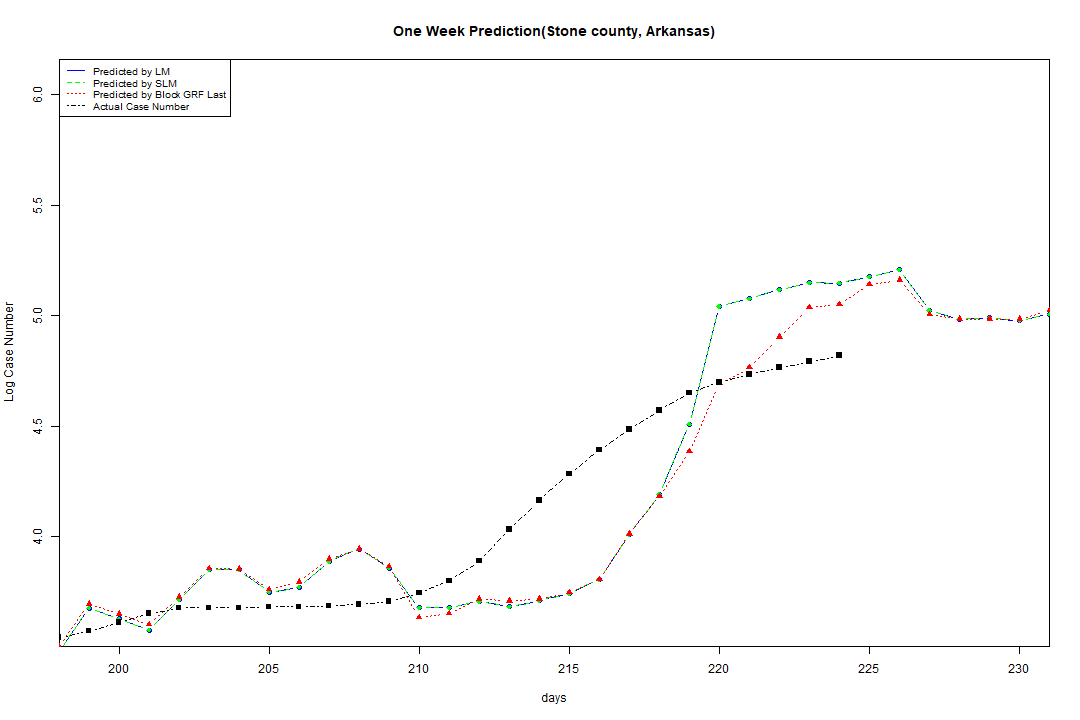 One Week Prediction(Stone county, Arkansas)
Predicted by LM
Predicted by SLM
Predicted by Block GRF Last
Actual Case Number
6.0
5.5
5.0
4.5
4.0
Log Case Number
200 205 210 215 220 225 230
days